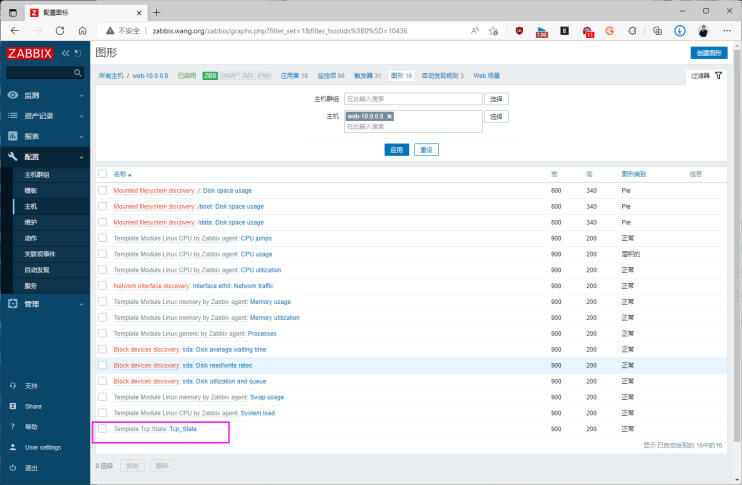 配置图标
不安全 | zabbix.wang.org/zabbix/graphs.php?filter_set=1&filter_hostids%5B0%5D=10436
ZABBIX
图形
创建图形
所有主机 / web-10.0.0.8 已启用 ZBX SNMP JMX IPMI 应用集 18 监控项 86 触发器 31 图形 16 自动发现规则 3 Web 场景
过滤器
监测
资产记录
报表
配置
主机群组
模板
主机
维护
动作
关联项事件
自动发现
服务
管理
支持
Share
帮助
User settings
退出
主机群组 在此输入搜索 选择
主机 web-10.0.0.8 选择
在此输入搜索
应用 重设
名称 宽 高 图形类别 信息
Mounted filesystem discovery: /: Disk space usage 600 340 Pie
Mounted filesystem discovery: /boot: Disk space usage 600 340 Pie
Mounted filesystem discovery: /data: Disk space usage 600 340 Pie
Template Module Linux CPU by Zabbix agent: CPU jumps 900 200 正常
Template Module Linux CPU by Zabbix agent: CPU usage 900 200 层积的
Template Module Linux CPU by Zabbix agent: CPU utilization 900 200 正常
Network interface discovery: Interface eth0: Network traffic 900 200 正常
Template Module Linux memory by Zabbix agent: Memory usage 900 200 正常
Template Module Linux memory by Zabbix agent: Memory utilization 900 200 正常
Template Module Linux generic by Zabbix agent: Processes 900 200 正常
Block devices discovery: sda: Disk average waiting time 900 200 正常
Block devices discovery: sda: Disk read/write rates 900 200 正常
Block devices discovery: sda: Disk utilization and queue 900 200 正常
Template Module Linux memory by Zabbix agent: Swap usage 900 200 正常
Template Module Linux CPU by Zabbix agent: System load 900 200 正常
Template Tcp State: Tcp_State 900 200 正常
显示 已自动发现的 16中的16
0 选择 复制 删除